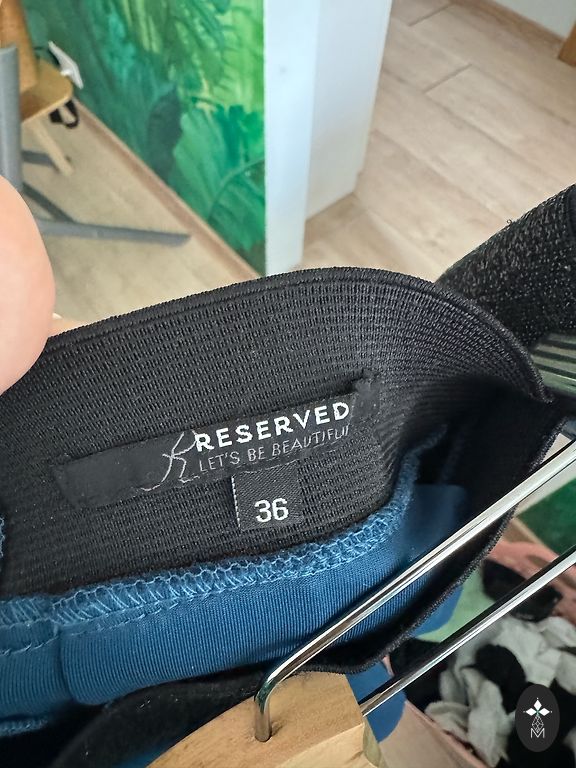 RESERVED
LET'S BE BEAUTIFUL
36
M